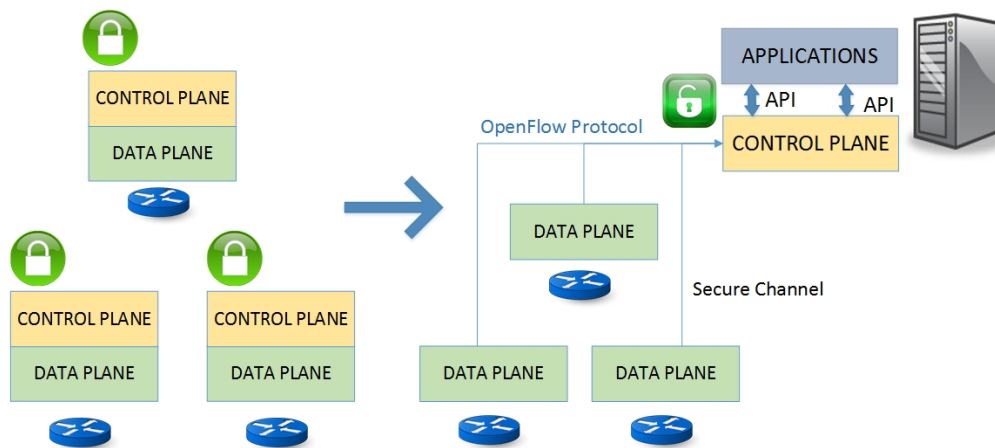 CONTROL PLANE
DATA PLANE
CONTROL PLANE
DATA PLANE
CONTROL PLANE
DATA PLANE
APPLICATIONS
API
API
OpenFlow Protocol
CONTROL PLANE
DATA PLANE
Secure Channel
DATA PLANE
DATA PLANE